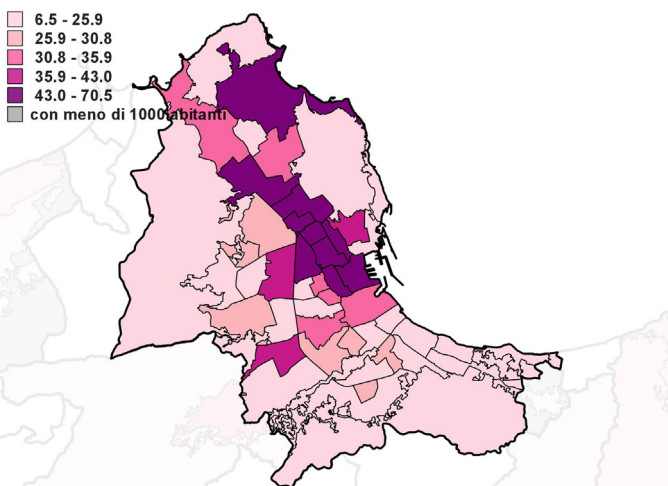 6.5 - 25.9
25.9 - 30.8
30.8 - 35.9
35.9 - 43.0
43.0 - 70.5
con meno di 1000 abitanti